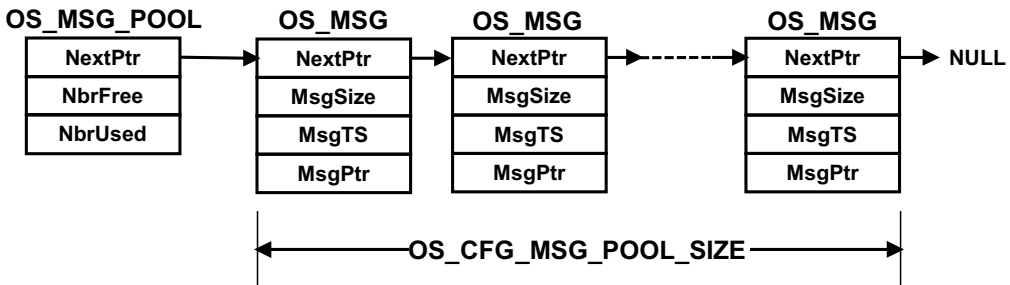 OS_MSG_POOL OS_MSG OS_MSG OS_MSG
NextPtr NextPtr NextPtr NextPtr NULL
NbrFree MsgSize MsgSize MsgSize
NbrUsed MsgTS MsgTS MsgTS
MsgPtr MsgPtr MsgPtr
OS_CFG_MSG_POOL_SIZE